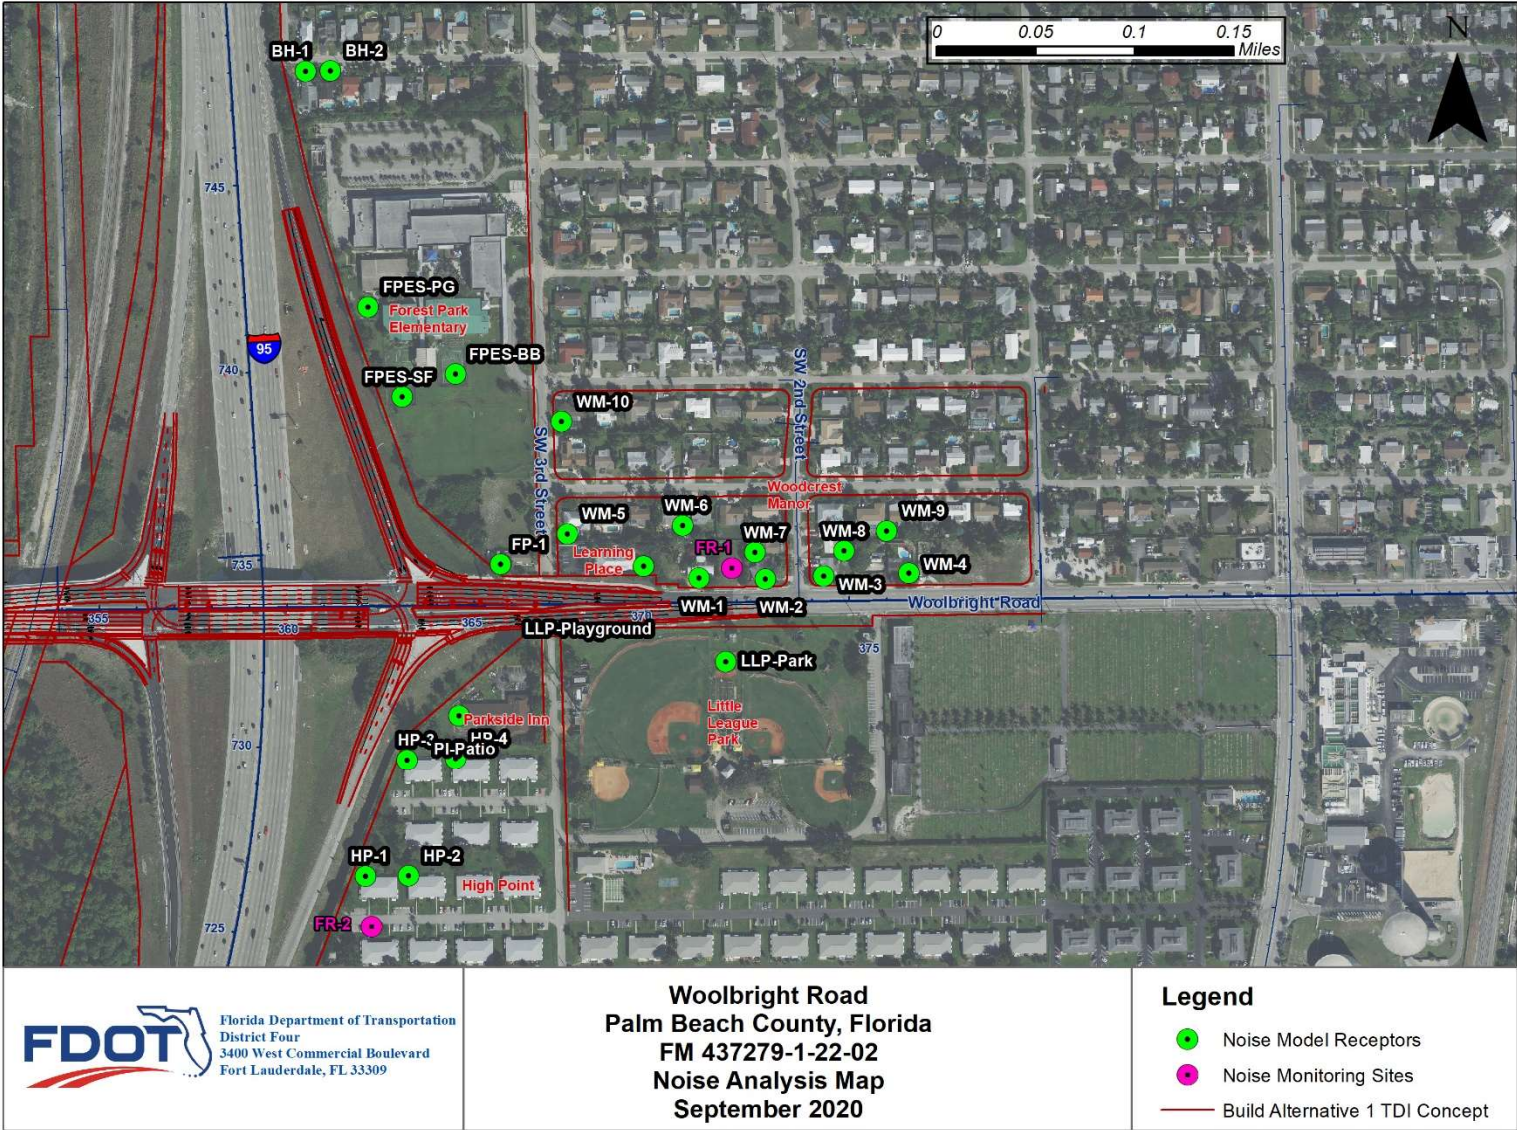 0 0.05 0.1 0.15
Miles
N
BH-1
BH-2
745
FPES-PG
Forest Park
Elementary
95
740
FPES-BB
FPES-SF
WM-10
SW 2nd Street
SW 3rd Street
Woodcrest
Manor
WM-5
WM-6
WM-7
WM-8
WM-9
FR-1
FP-1
Learning
Place
735
WM-4
WM-3
WM-1
WM-2
Woolbright Road
355
360
365
370
375
LLP-Playground
LLP-Park
Little
League
Park
Parkside Inn
730
HP-3
HP-4
PI-Patio
HP-1
HP-2
High Point
FR-2
725
FDOT
Florida Department of Transportation
District Four
3400 West Commercial Boulevard
Fort Lauderdale, FL 33309
Woolbright Road
Palm Beach County, Florida
FM 437279-1-22-02
Noise Analysis Map
September 2020
Legend
Noise Model Receptors
Noise Monitoring Sites
Build Alternative 1 TDI Concept